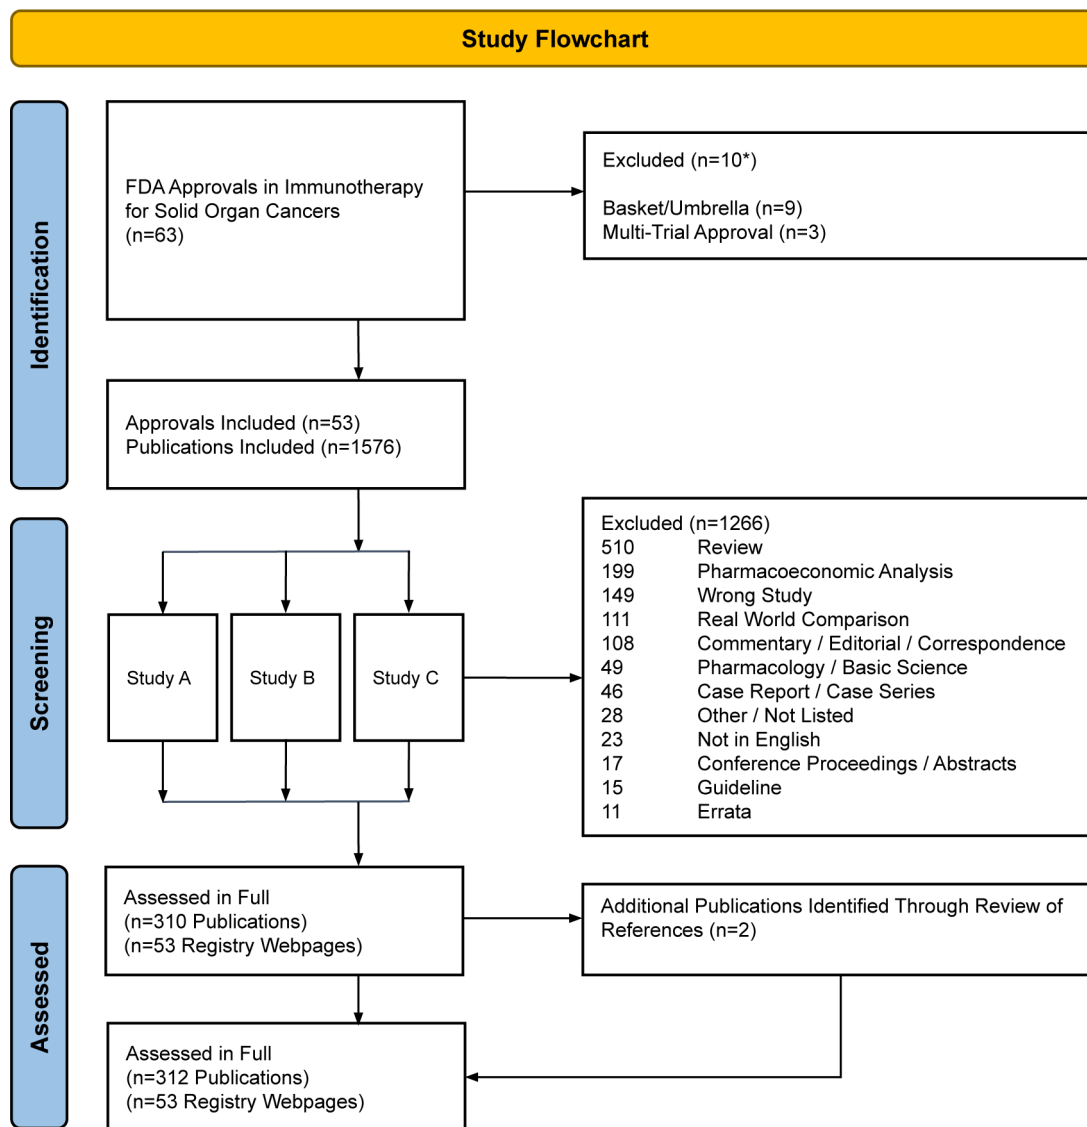 Study Flowchart
Identification
FDA Approvals in Immunotherapy
for Solid Organ Cancers
(n=63)
Excluded (n=10*)
Basket/Umbrella (n=9)
Multi-Trial Approval (n=3)
Approvals Included (n=53)
Publications Included (n=1576)
Screening
Study A
Study B
Study C
Excluded (n=1266)
510 Review
199 Pharmacoeconomic Analysis
149 Wrong Study
111 Real World Comparison
108 Commentary / Editorial / Correspondence
49 Pharmacology / Basic Science
46 Case Report / Case Series
28 Other / Not Listed
23 Not in English
17 Conference Proceedings / Abstracts
15 Guideline
11 Errata
Assessed
Assessed in Full
(n=310 Publications)
(n=53 Registry Webpages)
Additional Publications Identified Through Review of
References (n=2)
Assessed in Full
(n=312 Publications)
(n=53 Registry Webpages)